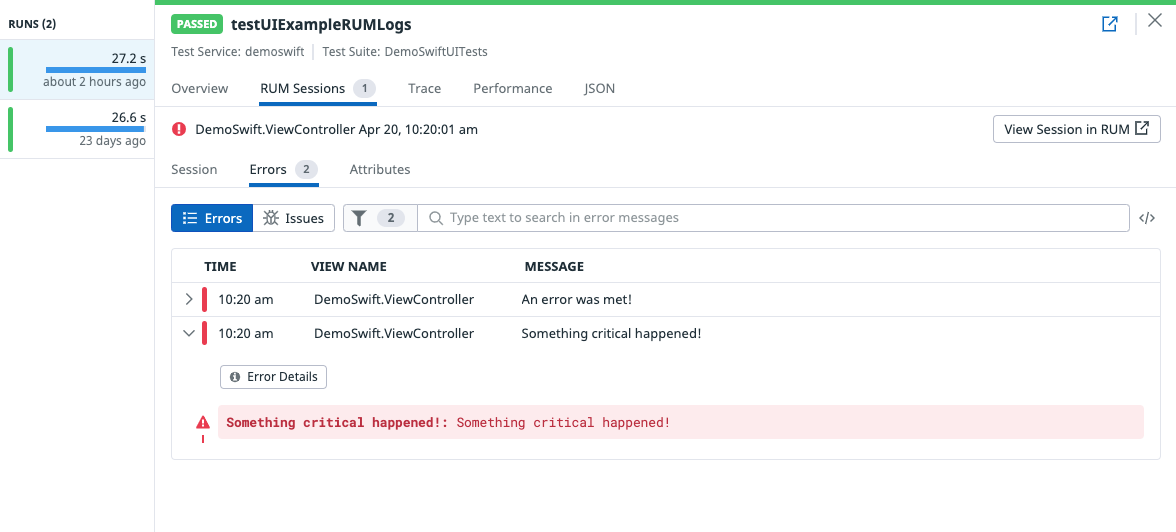 RUNS (2)
27.2 s
about 2 hours ago
26.6 s
23 days ago
PASSED testUIExampleRUMLogs
Test Service: demoswift Test Suite: DemoSwiftUITests
Overview RUM Sessions 1 Trace Performance JSON
DemoSwift.ViewController Apr 20, 10:20:01 am View Session in RUM
Session Errors 2 Attributes
Errors Issues 2 Type text to search in error messages </>
TIME VIEW NAME MESSAGE
10:20 am DemoSwift.ViewController An error was met!
10:20 am DemoSwift.ViewController Something critical happened!
Error Details
Something critical happened!: Something critical happened!